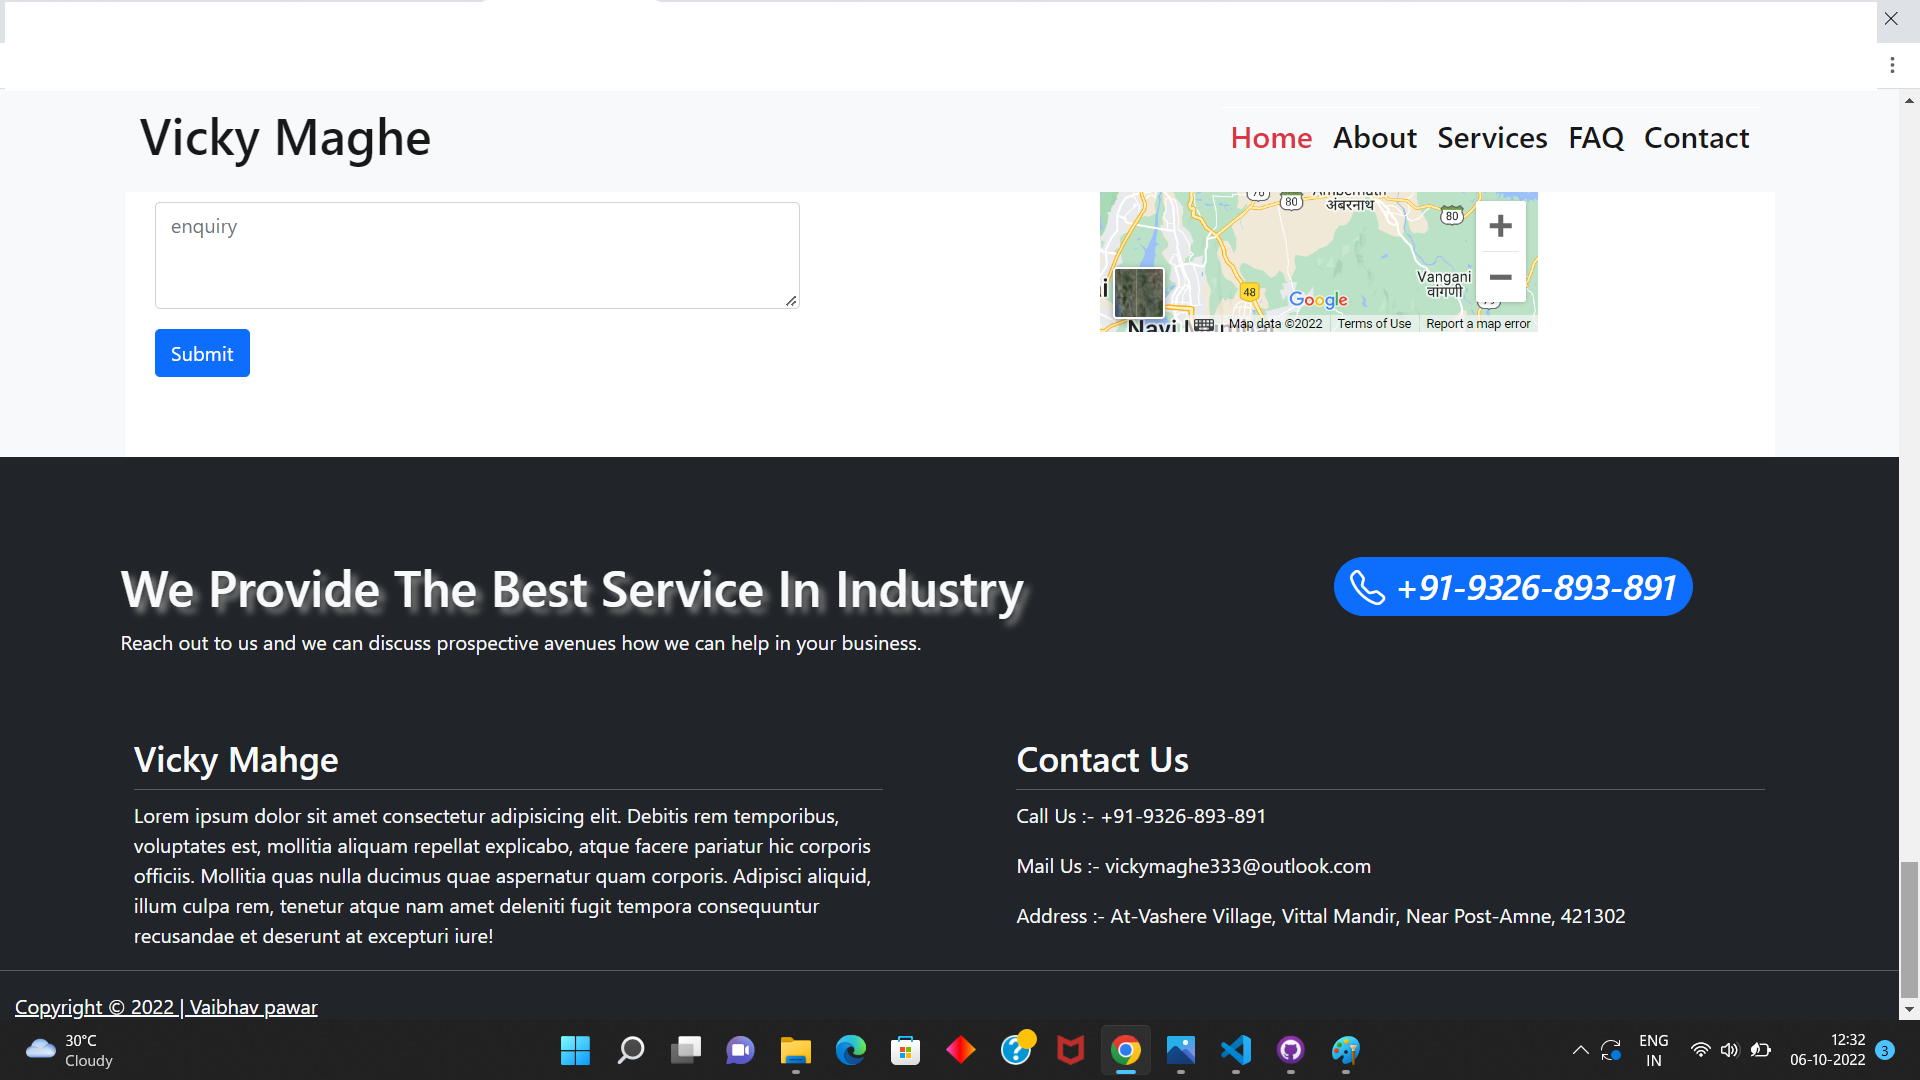 Vicky Maghe
Home About Services FAQ Contact
enquiry
Submit
80
अंबरनाथ
80
Vangani
वांगणी
48
Google
Map data ©2022 Terms of Use Report a map error
We Provide The Best Service In Industry
+91-9326-893-891
Reach out to us and we can discuss prospective avenues how we can help in your business.
Vicky Mahge
Lorem ipsum dolor sit amet consectetur adipisicing elit. Debitis rem temporibus,
voluptates est, mollitia aliquam repellat explicabo, atque facere pariatur hic corporis
officiis. Mollitia quas nulla ducimus quae aspernatur quam corporis. Adipisci aliquid,
illum culpa rem, tenetur atque nam amet deleniti fugit tempora consequuntur
recusandae et deserunt at excepturi iure!
Contact Us
Call Us :- +91-9326-893-891
Mail Us :- vickymaghe333@outlook.com
Address :- At-Vashere Village, Vittal Mandir, Near Post-Amne, 421302
Copyright © 2022 | Vaibhav pawar
30°C
Cloudy
ENG
IN
12:32
06-10-2022
3